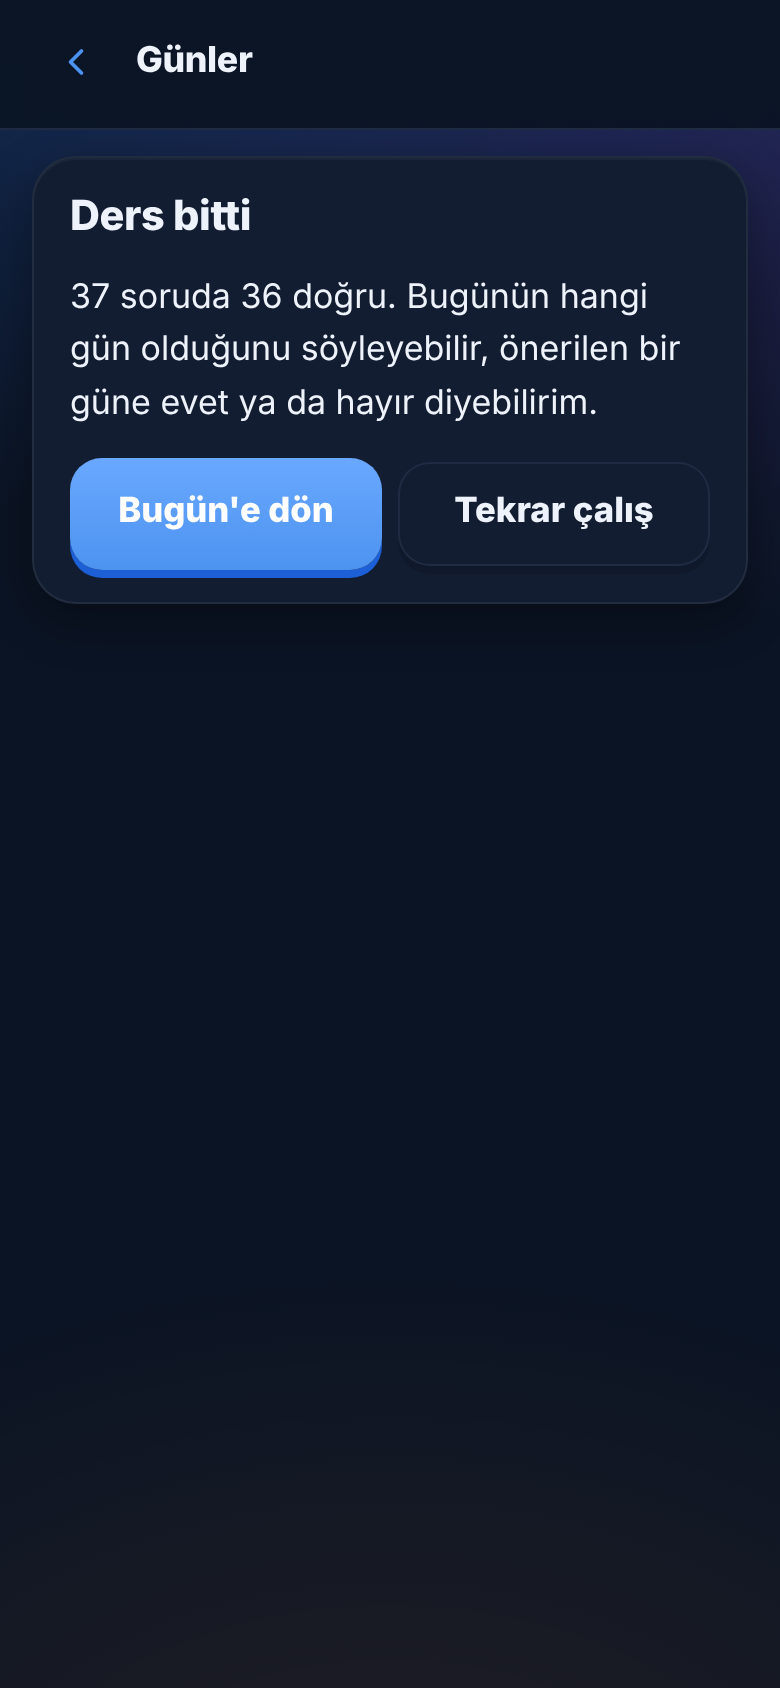 Günler
Ders bitti
37 soruda 36 doğru. Bugünün hangi
gün olduğunu söyleyebilir, önerilen bir
güne evet ya da hayır diyebilirim.
Bugün'e dön
Tekrar çalış